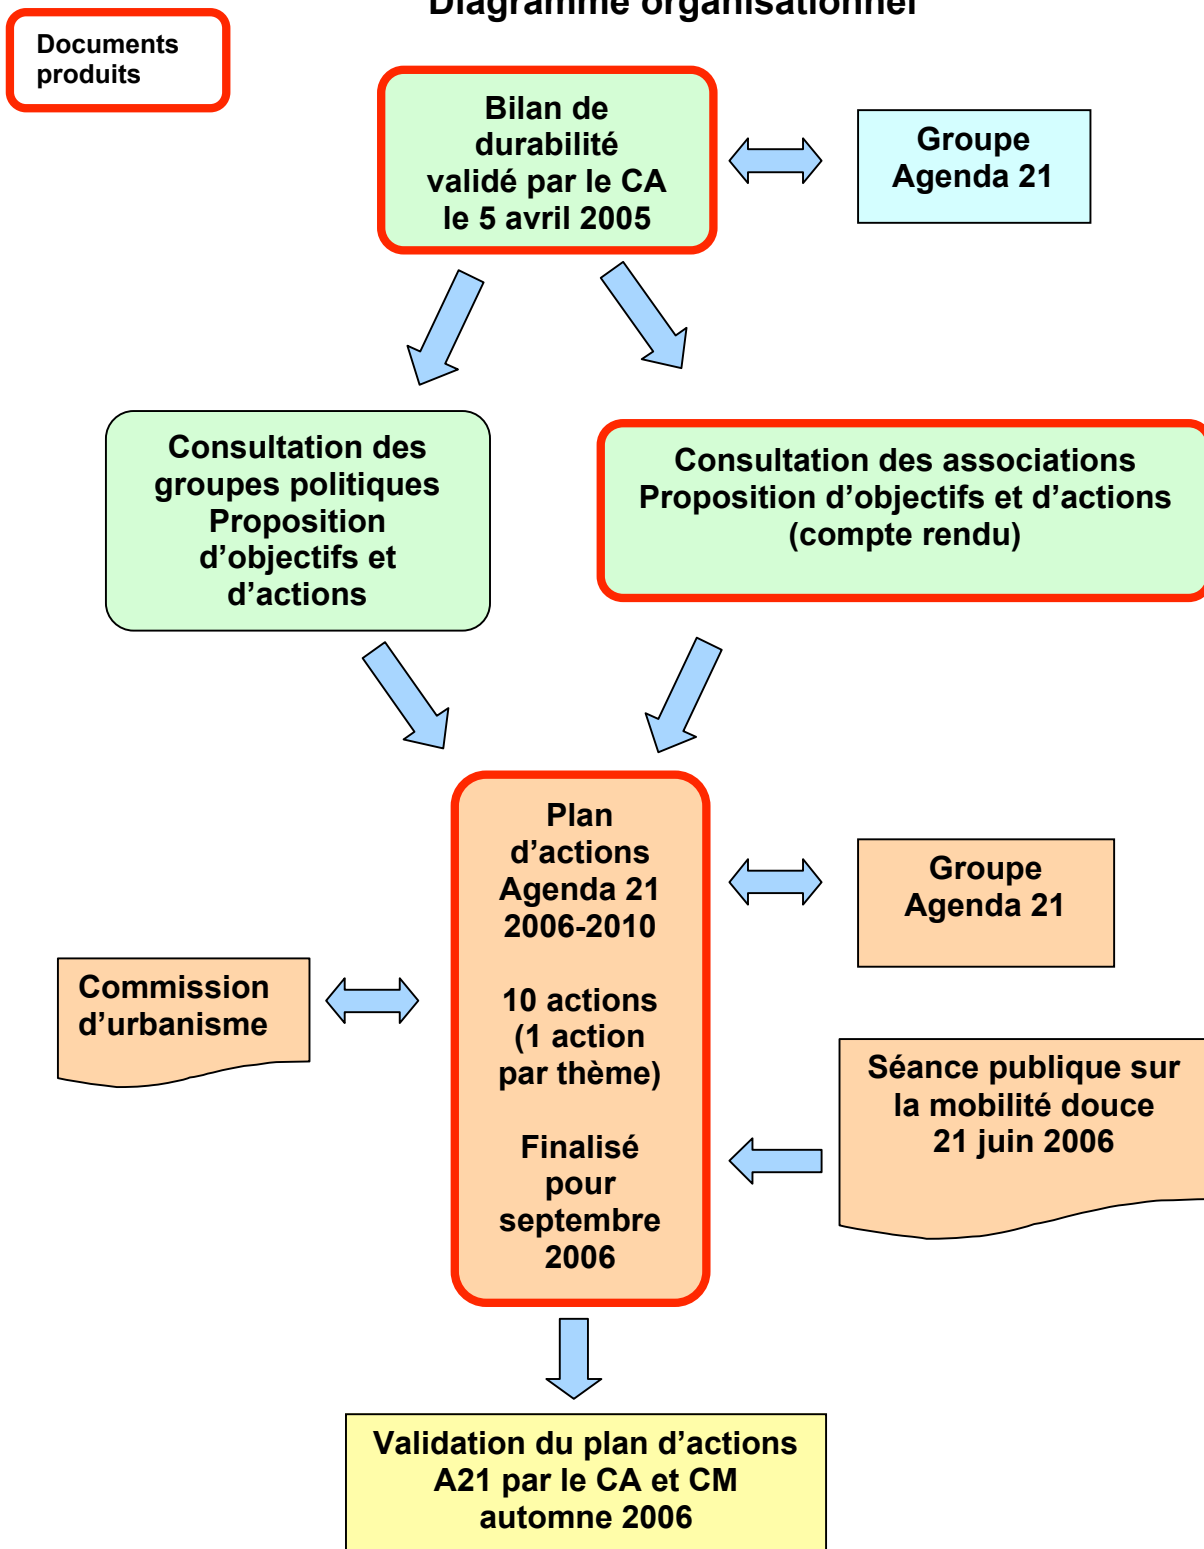 Diagramme organisationnel
Documents
produits
Bilan de
durabilité
validé par le CA
le 5 avril 2005
Groupe
Agenda 21
Consultation des
groupes politiques
Proposition
d’objectifs et
d’actions
Consultation des associations
Proposition d’objectifs et d’actions
(compte rendu)
Plan
d’actions
Agenda 21
2006-2010
10 actions
(1 action
par thème)
Finalisé
pour
septembre
2006
Groupe
Agenda 21
Commission
d’urbanisme
Séance publique sur
la mobilité douce
21 juin 2006
Validation du plan d’actions
A21 par le CA et CM
automne 2006